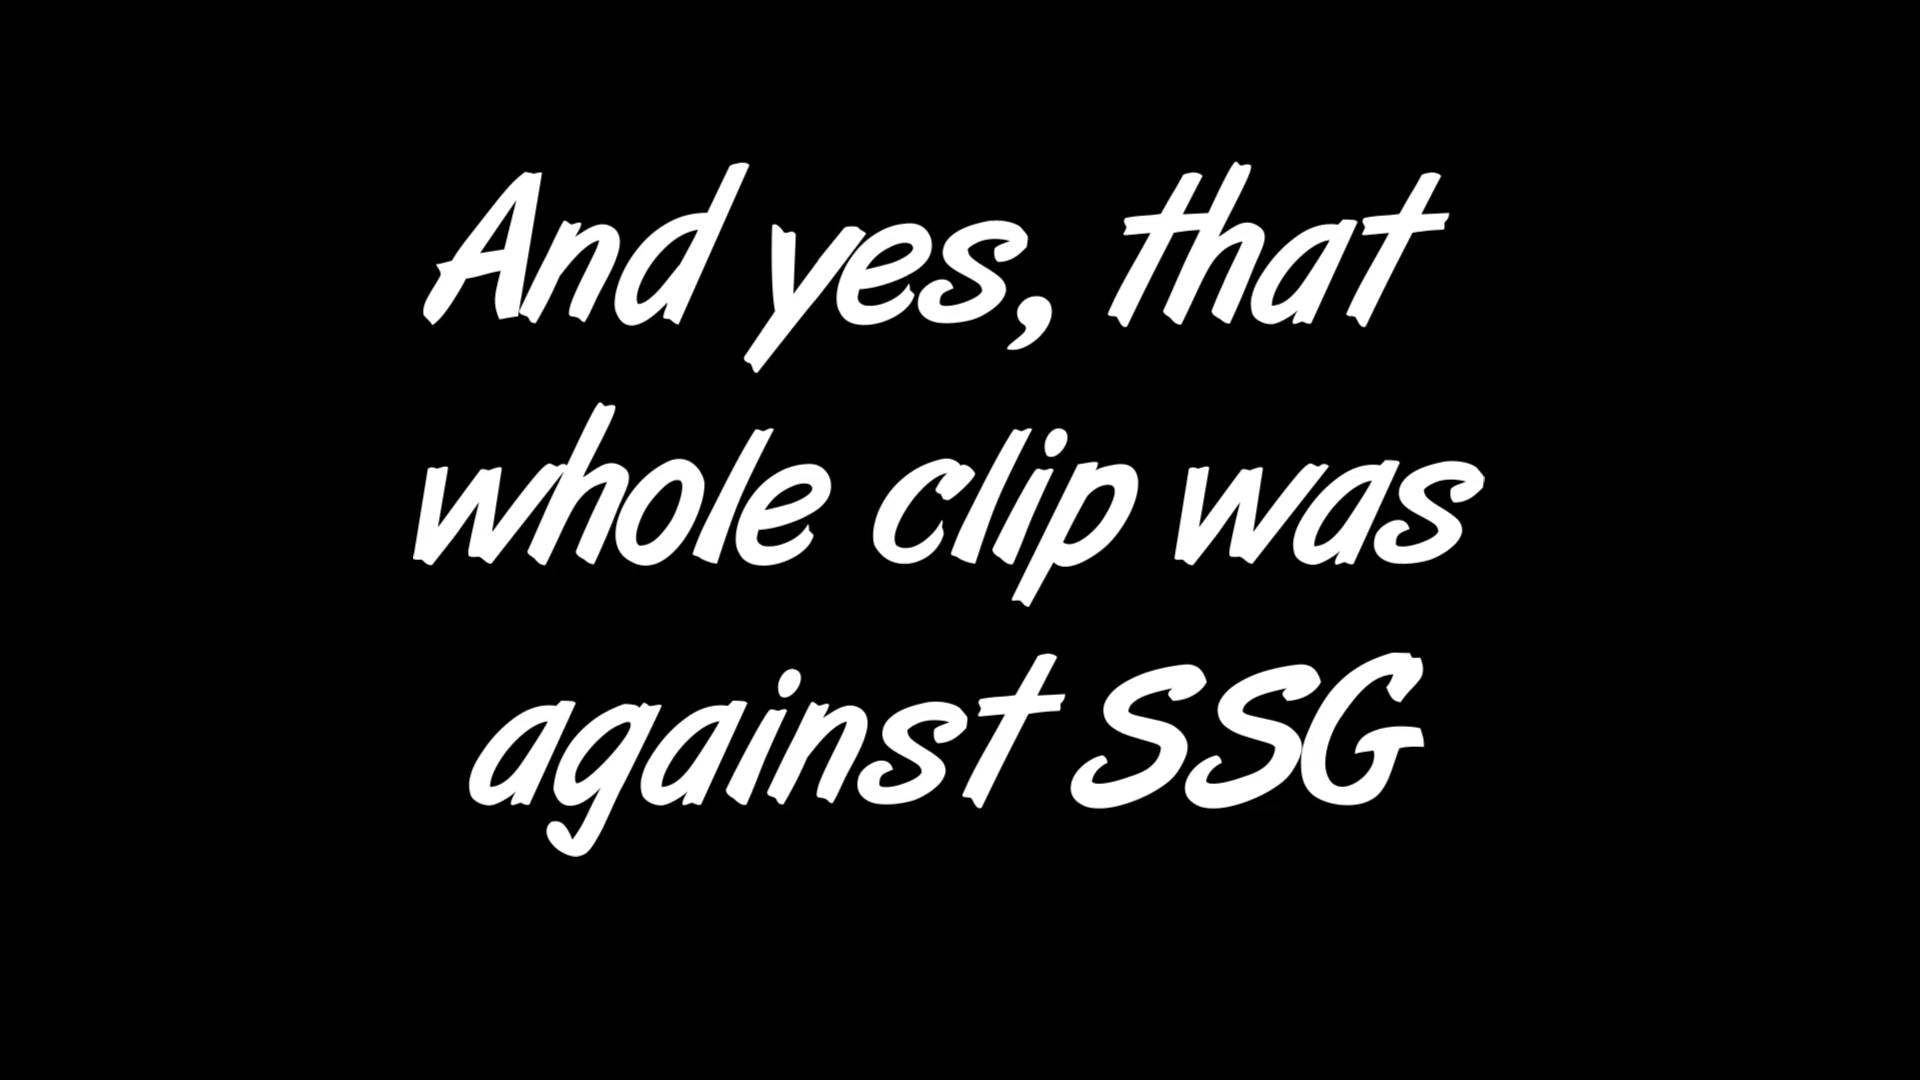 And yes, that
whole clip was
against SSG